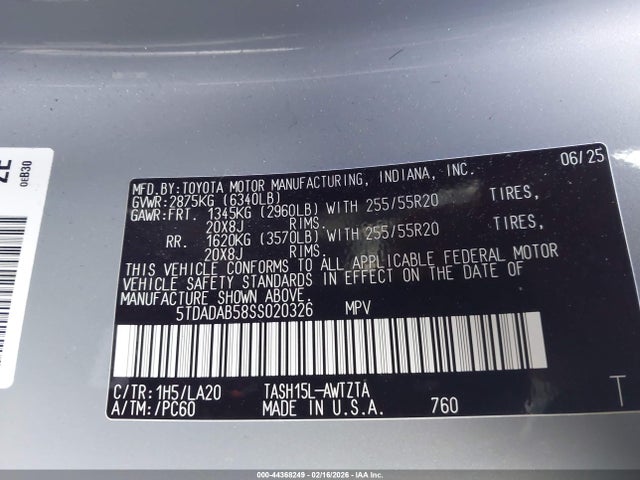 06/25
MFD.BY:TOYOTA MOTOR MANUFACTURING, INDIANA, INC.
GVWR:2875KG (6340LB)
GAWR:FRT. 1345KG (2960LB) WITH 255/55R20 TIRES,
20X8J RIMS.
RR. 1620KG (3570LB) WITH 255/55R20 TIRES,
20X8J RIMS.
THIS VEHICLE CONFORMS TO ALL APPLICABLE FEDERAL MOTOR
VEHICLE SAFETY STANDARDS IN EFFECT ON THE DATE OF
MANUFACTURE SHOWN ABOVE.
5TDADAB58SS020326 MPV
C/TR:1H5/LA20 TASH15L-AWTZTA
A/TM:/PC60 MADE IN U.S.A. 760
T
0EB30
000-44368249 - 02/16/2026 - IAA Inc.